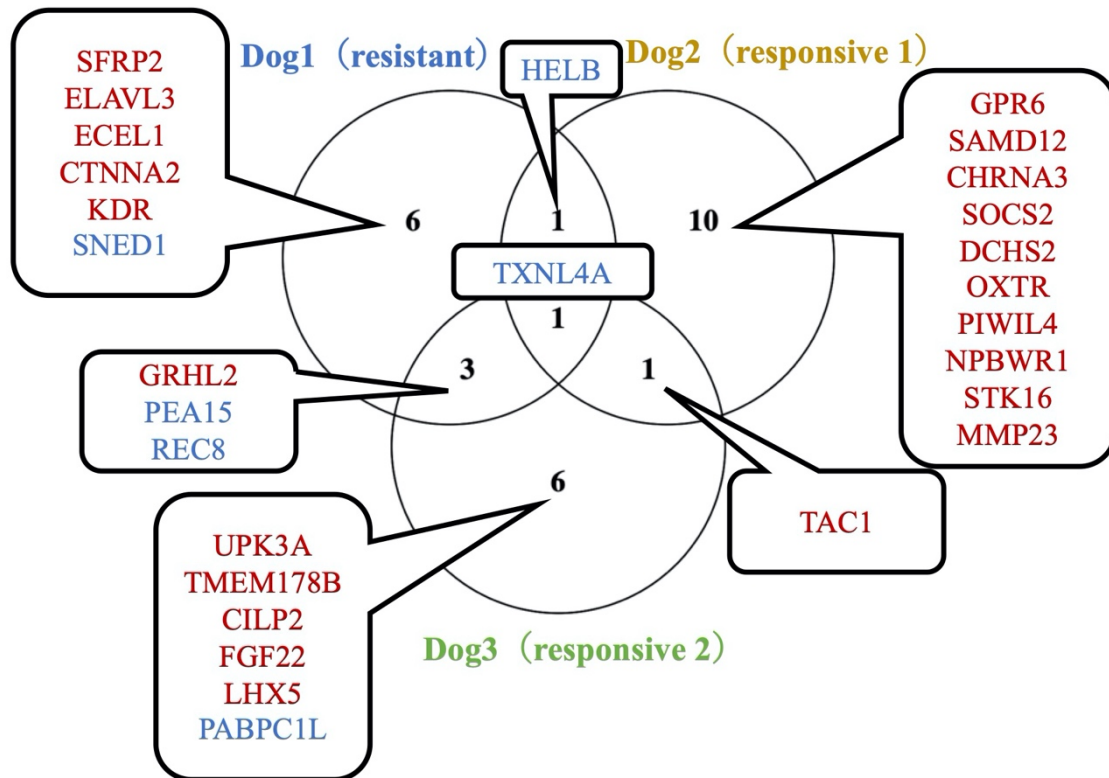 Dog1（resistant）
Dog2（responsive 1）
HELB
SFRP2
ELAVL3
ECEL1
CTNNA2
KDR
SNED1
GPR6
SAMD12
CHRNA3
SOCS2
DCHS2
OXTR
PIWIL4
NPBWR1
STK16
MMP23
6
1
10
TXNL4A
1
3
1
GRHL2
PEA15
REC8
6
TAC1
UPK3A
TMEM178B
CILP2
FGF22
LHX5
PABPC1L
Dog3（responsive 2）